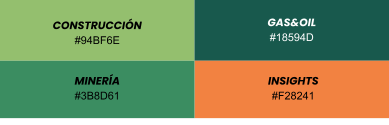 CONSTRUCCIÓN
#94BF6E
GAS&OIL
#18594D
MINERÍA
#3B8D61
INSIGHTS
#F28241